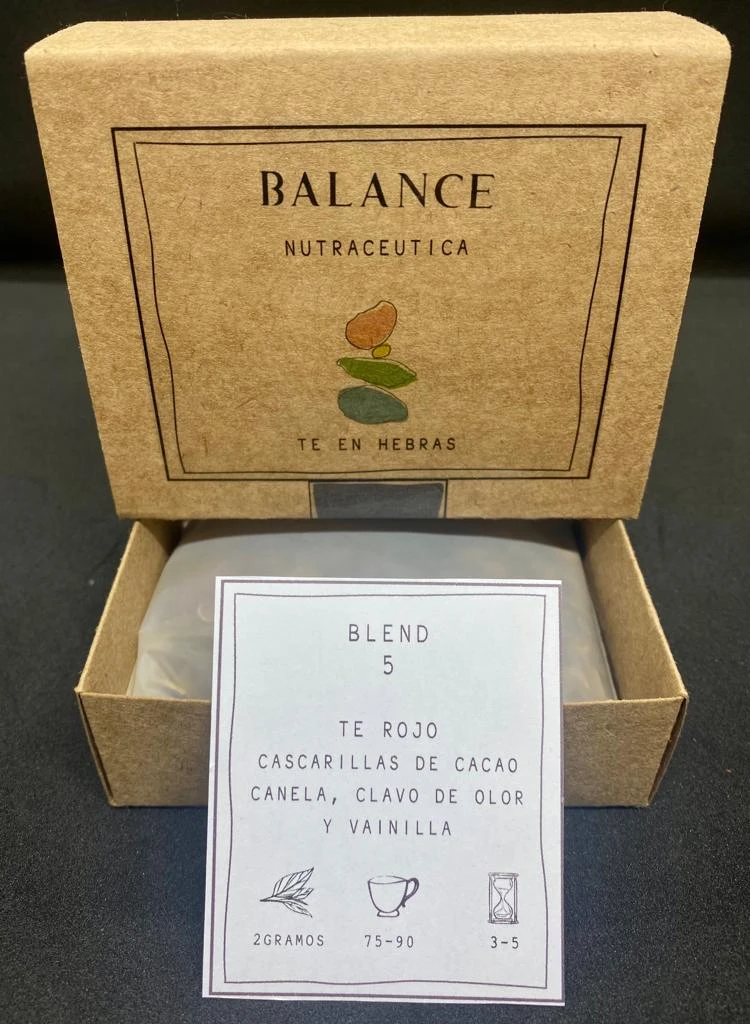 BALANCE
NUTRACEUTICA
TE EN HEBRAS
BLEND
5
TE ROJO
CASCARILLAS DE CACAO
CANELA, CLAVO DE OLOR
Y VAINILLA
2GRAMOS 75-90 3-5